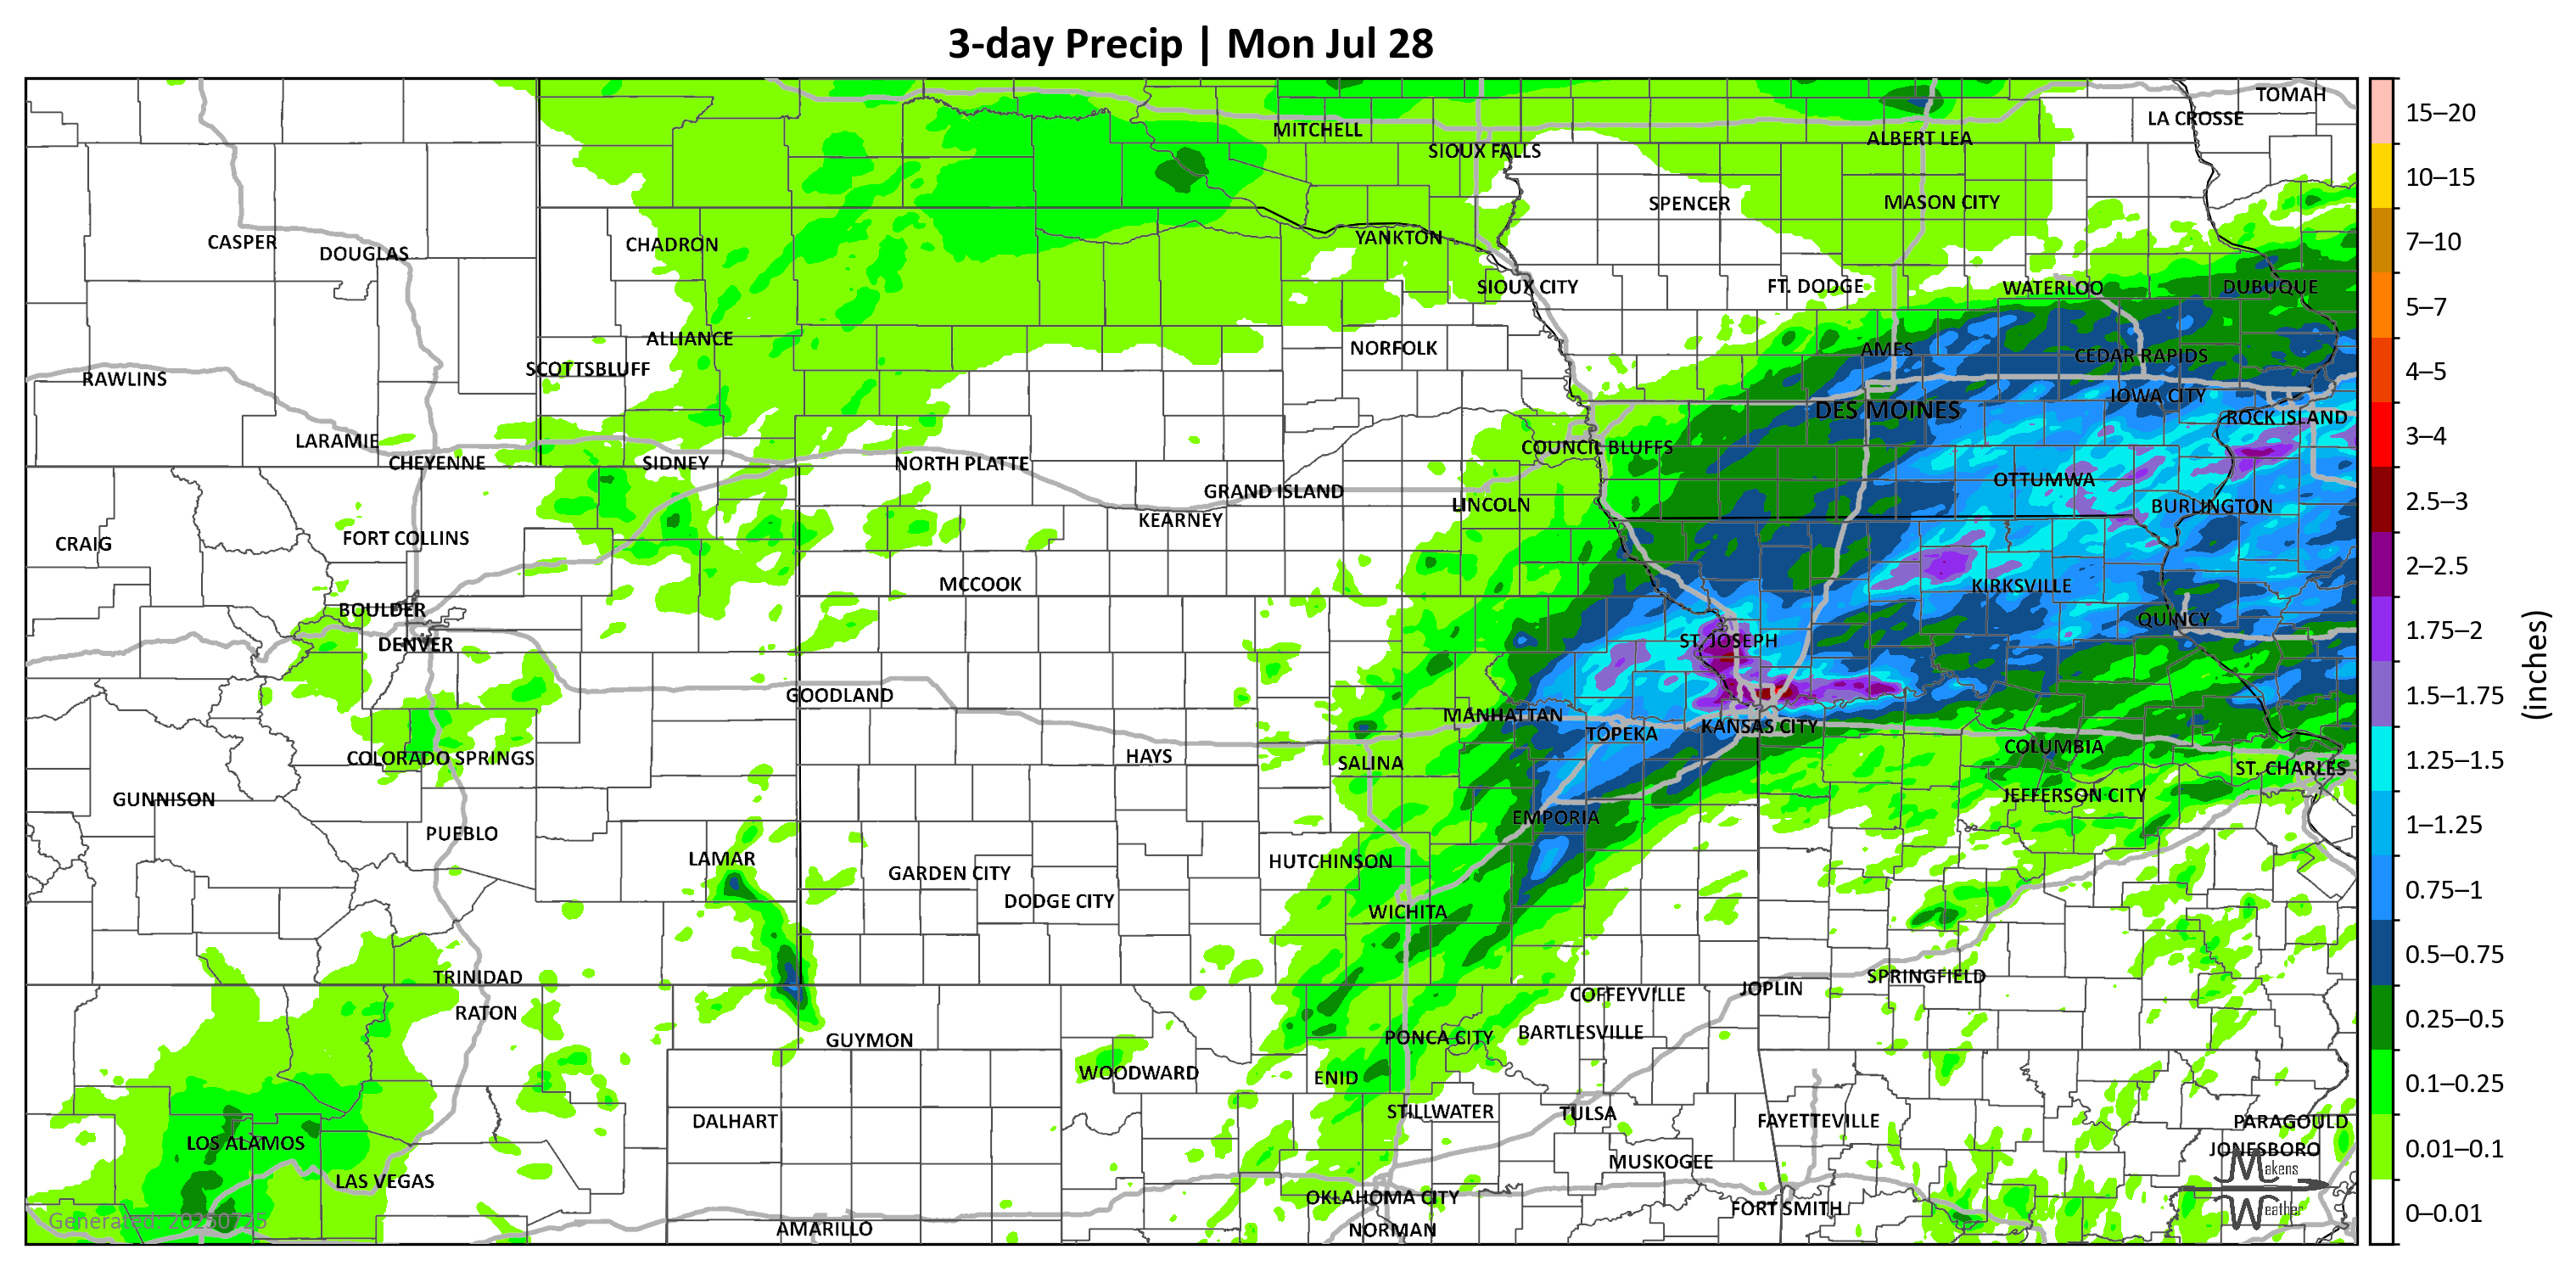 3-day Precip | Mon Jul 28
TOMAH
LA CROSSE
MITCHELL
ALBERT LEA
SIOUX FALLS
SPENCER
MASON CITY
CASPER
DOUGLAS
CHADRON
YANKTON
SIOUX CITY
FT. DODGE
WATERLOO
DUBUQUE
ALLIANCE
NORFOLK
AMES
CEDAR RAPIDS
SCOTTSBLUFF
RAWLINS
IOWA CITY
DES MOINES
ROCK ISLAND
LARAMIE
COUNCIL BLUFFS
CHEYENNE
SIDNEY
NORTH PLATTE
OTTUMWA
GRAND ISLAND
LINCOLN
BURLINGTON
KEARNEY
FORT COLLINS
CRAIG
MCCOOK
KIRKSVILLE
BOULDER
QUINCY
DENVER
ST. JOSEPH
GOODLAND
MANHATTAN
KANSAS CITY
TOPEKA
COLUMBIA
COLORADO SPRINGS
HAYS
SALINA
ST. CHARLES
GUNNISON
JEFFERSON CITY
EMPORIA
PUEBLO
LAMAR
HUTCHINSON
GARDEN CITY
DODGE CITY
WICHITA
TRINIDAD
SPRINGFIELD
JOPLIN
COFFEYVILLE
RATON
GUYMON
PONCA CITY
BARTLESVILLE
WOODWARD
ENID
STILLWATER
TULSA
DALHART
FAYETTEVILLE
PARAGOULD
LOS ALAMOS
JONESBORO
MUSKOGEE
LAS VEGAS
OKLAHOMA CITY
FORT SMITH
AMARILLO
NORMAN
Generated: 20250725
Makens
Weather
15–20
10–15
7–10
5–7
4–5
3–4
2.5–3
2–2.5
1.75–2
1.5–1.75
1.25–1.5
1–1.25
0.75–1
0.5–0.75
0.25–0.5
0.1–0.25
0.01–0.1
0–0.01
(inches)